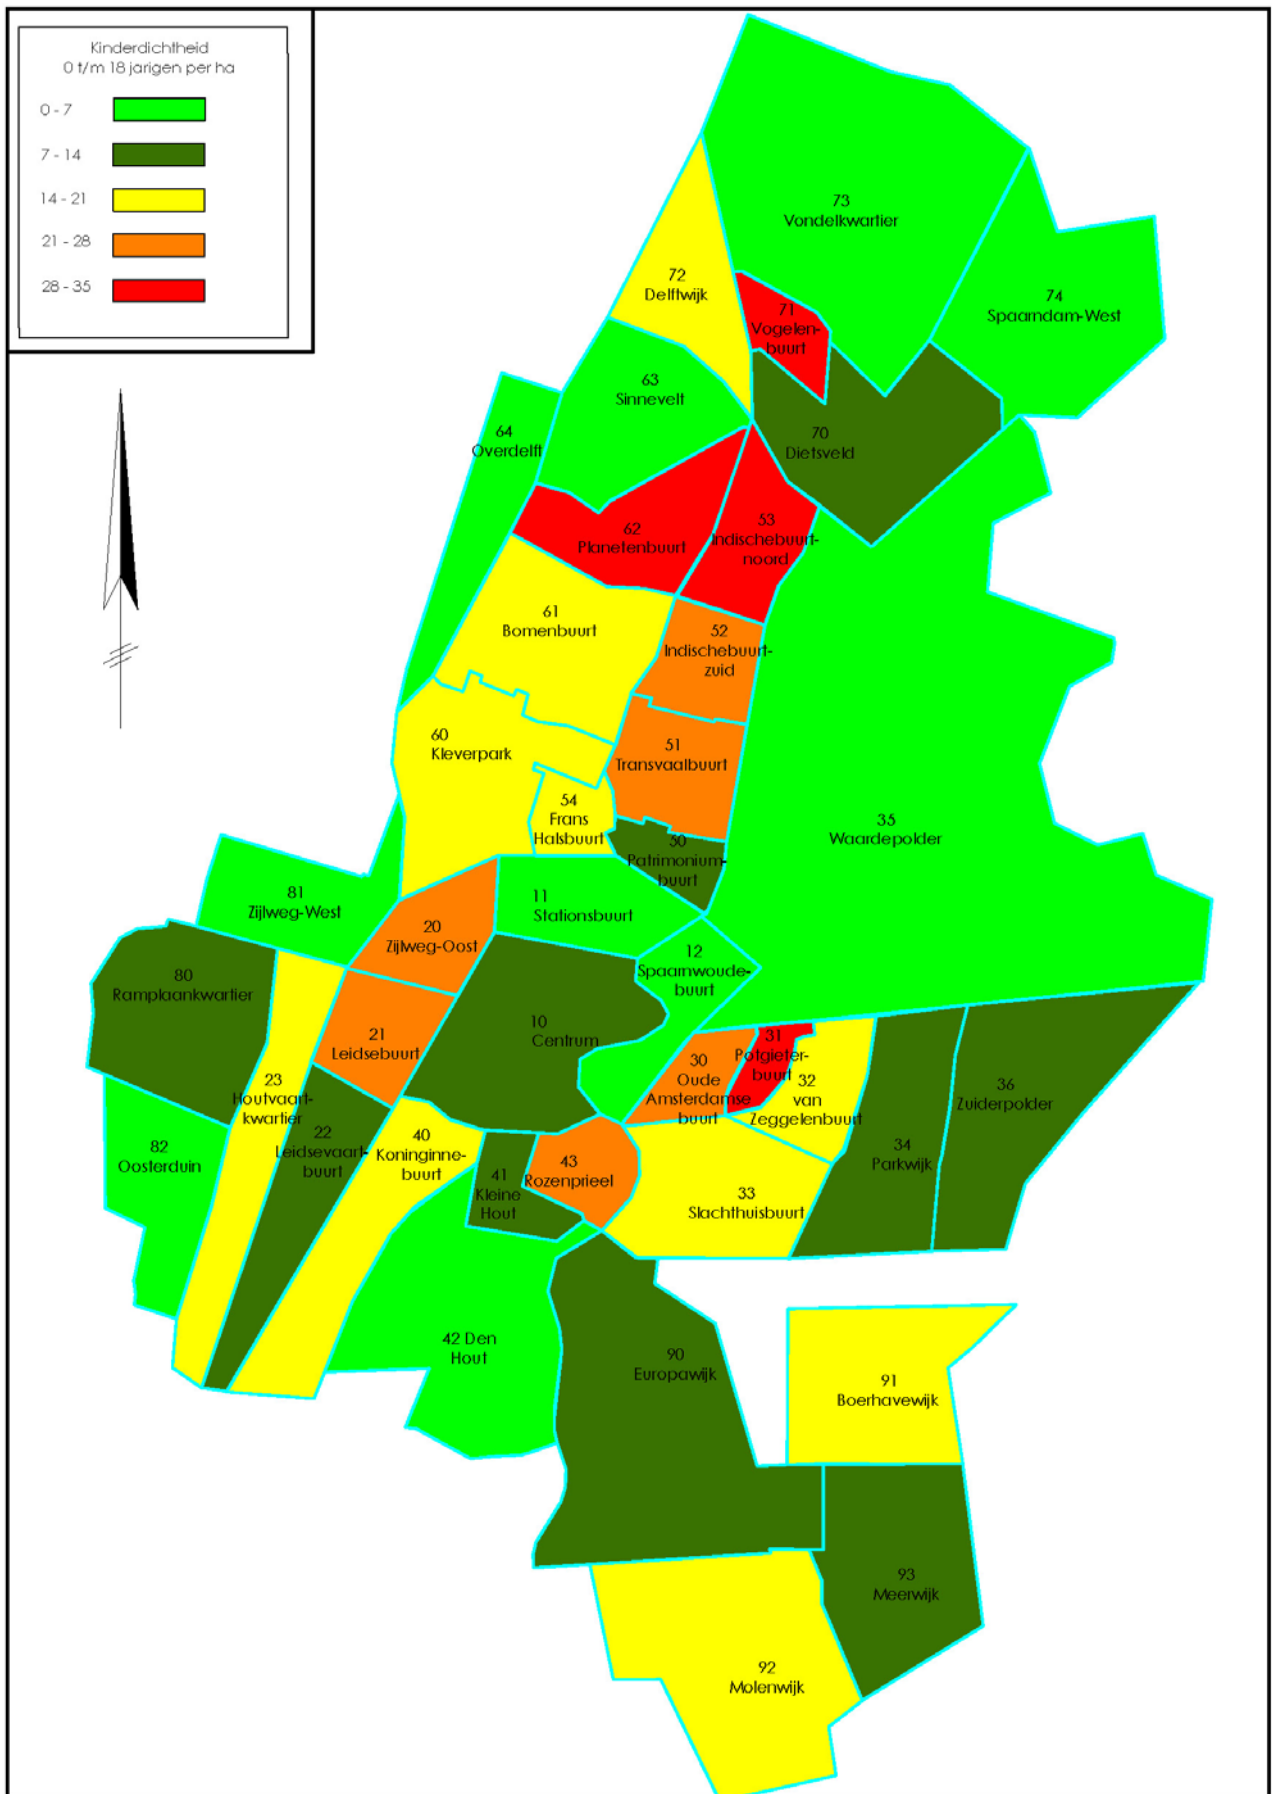 Kinderdichtheid
0 t/m 18 jarigen per ha
0 - 7
7 - 14
14 - 21
21 - 28
28 - 35
73
Vondelkwartier
72
Delftwijk
74
Spaarndam-West
71
Vogelen-
buurt
63
Sinnevelt
64
Overdelft
70
Dietsveld
62
Planetenbuurt
53
Indischebuurt-
noord
61
Bomenbuurt
52
Indischebuurt-
zuid
60
Kleverpark
51
Transvaalbuurt
54
Frans
Halsbuurt
35
Waardepolder
50
Patrimonium-
buurt
81
Zijlweg-West
11
Stationsbuurt
20
Zijlweg-Oost
12
Spaarnwoude-
buurt
80
Ramplaankwartier
10
Centrum
21
Leidsebuurt
31
Potgieter-
buurt
30
Oude
Amsterdamse
buurt
32
van
Zeggelenbuurt
36
Zuiderpolder
23
Houtvaart-
kwartier
22
Leidsevaart-
buurt
82
Oosterduin
40
Koninginne-
buurt
41
Kleine
Hout
43
Rozenprieel
34
Parkwijk
33
Slachthuisbuurt
42 Den
Hout
90
Europawijk
91
Boerhavewijk
93
Meerwijk
92
Molenwijk